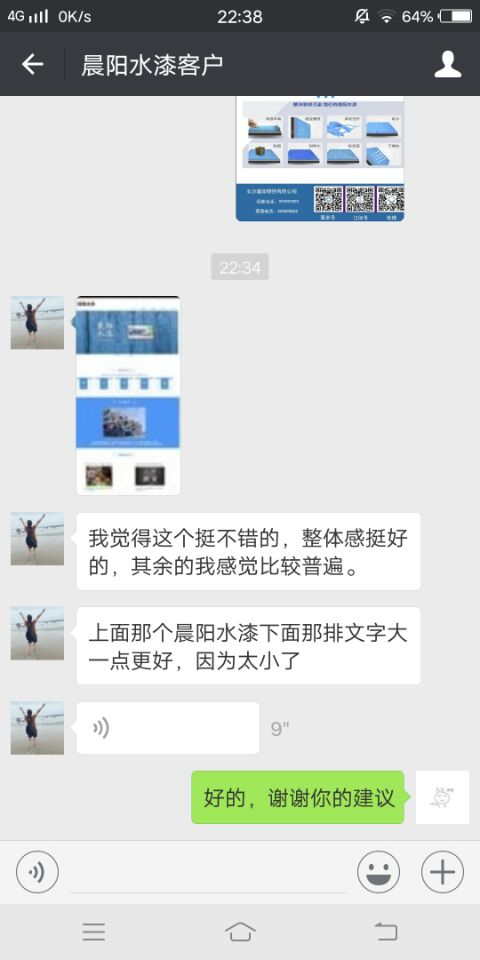 4G 0K/s 22:38 64%
晨阳水漆客户
22:34
我觉得这个挺不错的，整体感挺好
的，其余的我感觉比较普遍。
上面那个晨阳水漆下面那排文字大
一点更好，因为太小了
9"
好的，谢谢你的建议